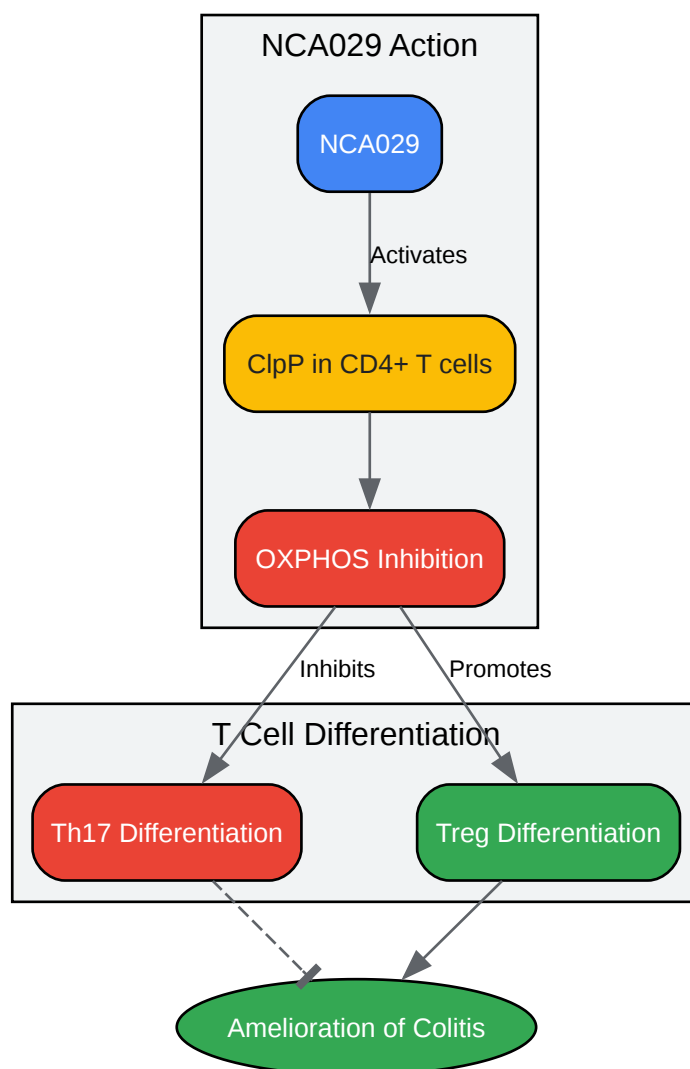 NCA029 Action
NCA029
Activates
ClpP in CD4+ T cells
OXPHOS Inhibition
Inhibits
Promotes
T Cell Differentiation
Th17 Differentiation
Treg Differentiation
Amelioration of Colitis